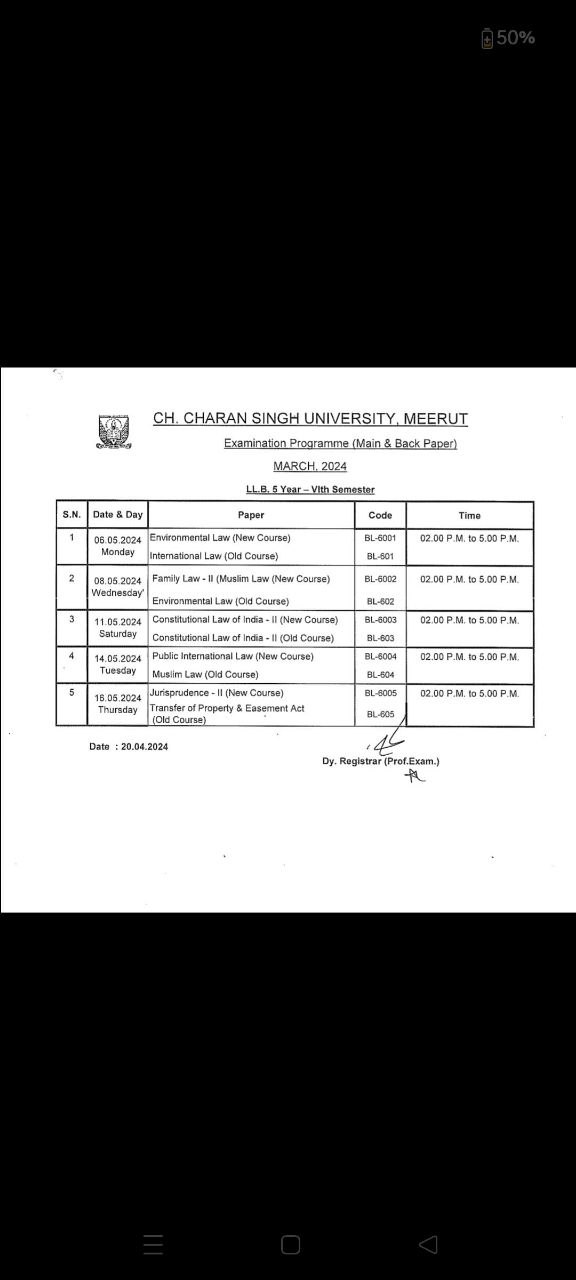 50%
CH. CHARAN SINGH UNIVERSITY, MEERUT
Examination Programme (Main & Back Paper)
MARCH, 2024
LL.B. 5 Year – VIth Semester
S.N. Date & Day Paper Code Time
1 06.05.2024 Monday Environmental Law (New Course) BL-6001 02.00 P.M. to 5.00 P.M.
International Law (Old Course) BL-601
2 08.05.2024 Wednesday' Family Law - II (Muslim Law (New Course) BL-6002 02.00 P.M. to 5.00 P.M.
Environmental Law (Old Course) BL-602
3 11.05.2024 Saturday Constitutional Law of India - II (New Course) BL-6003 02.00 P.M. to 5.00 P.M.
Constitutional Law of India - II (Old Course) BL-603
4 14.05.2024 Tuesday Public International Law (New Course) BL-6004 02.00 P.M. to 5.00 P.M.
Muslim Law (Old Course) BL-604
5 16.05.2024 Thursday Jurisprudence - II (New Course) BL-6005 02.00 P.M. to 5.00 P.M.
Transfer of Property & Easement Act
(Old Course) BL-605
Date : 20.04.2024
Dy. Registrar (Prof.Exam.)